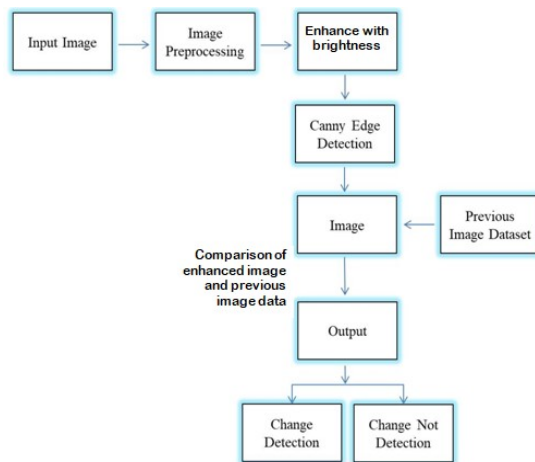 Input Image
Image
Preprocessing
Enhance with
brightness
Canny Edge
Detection
Image
Previous
Image Dataset
Comparison of
enhanced image
and previous
image data
Output
Change
Detection
Change Not
Detection